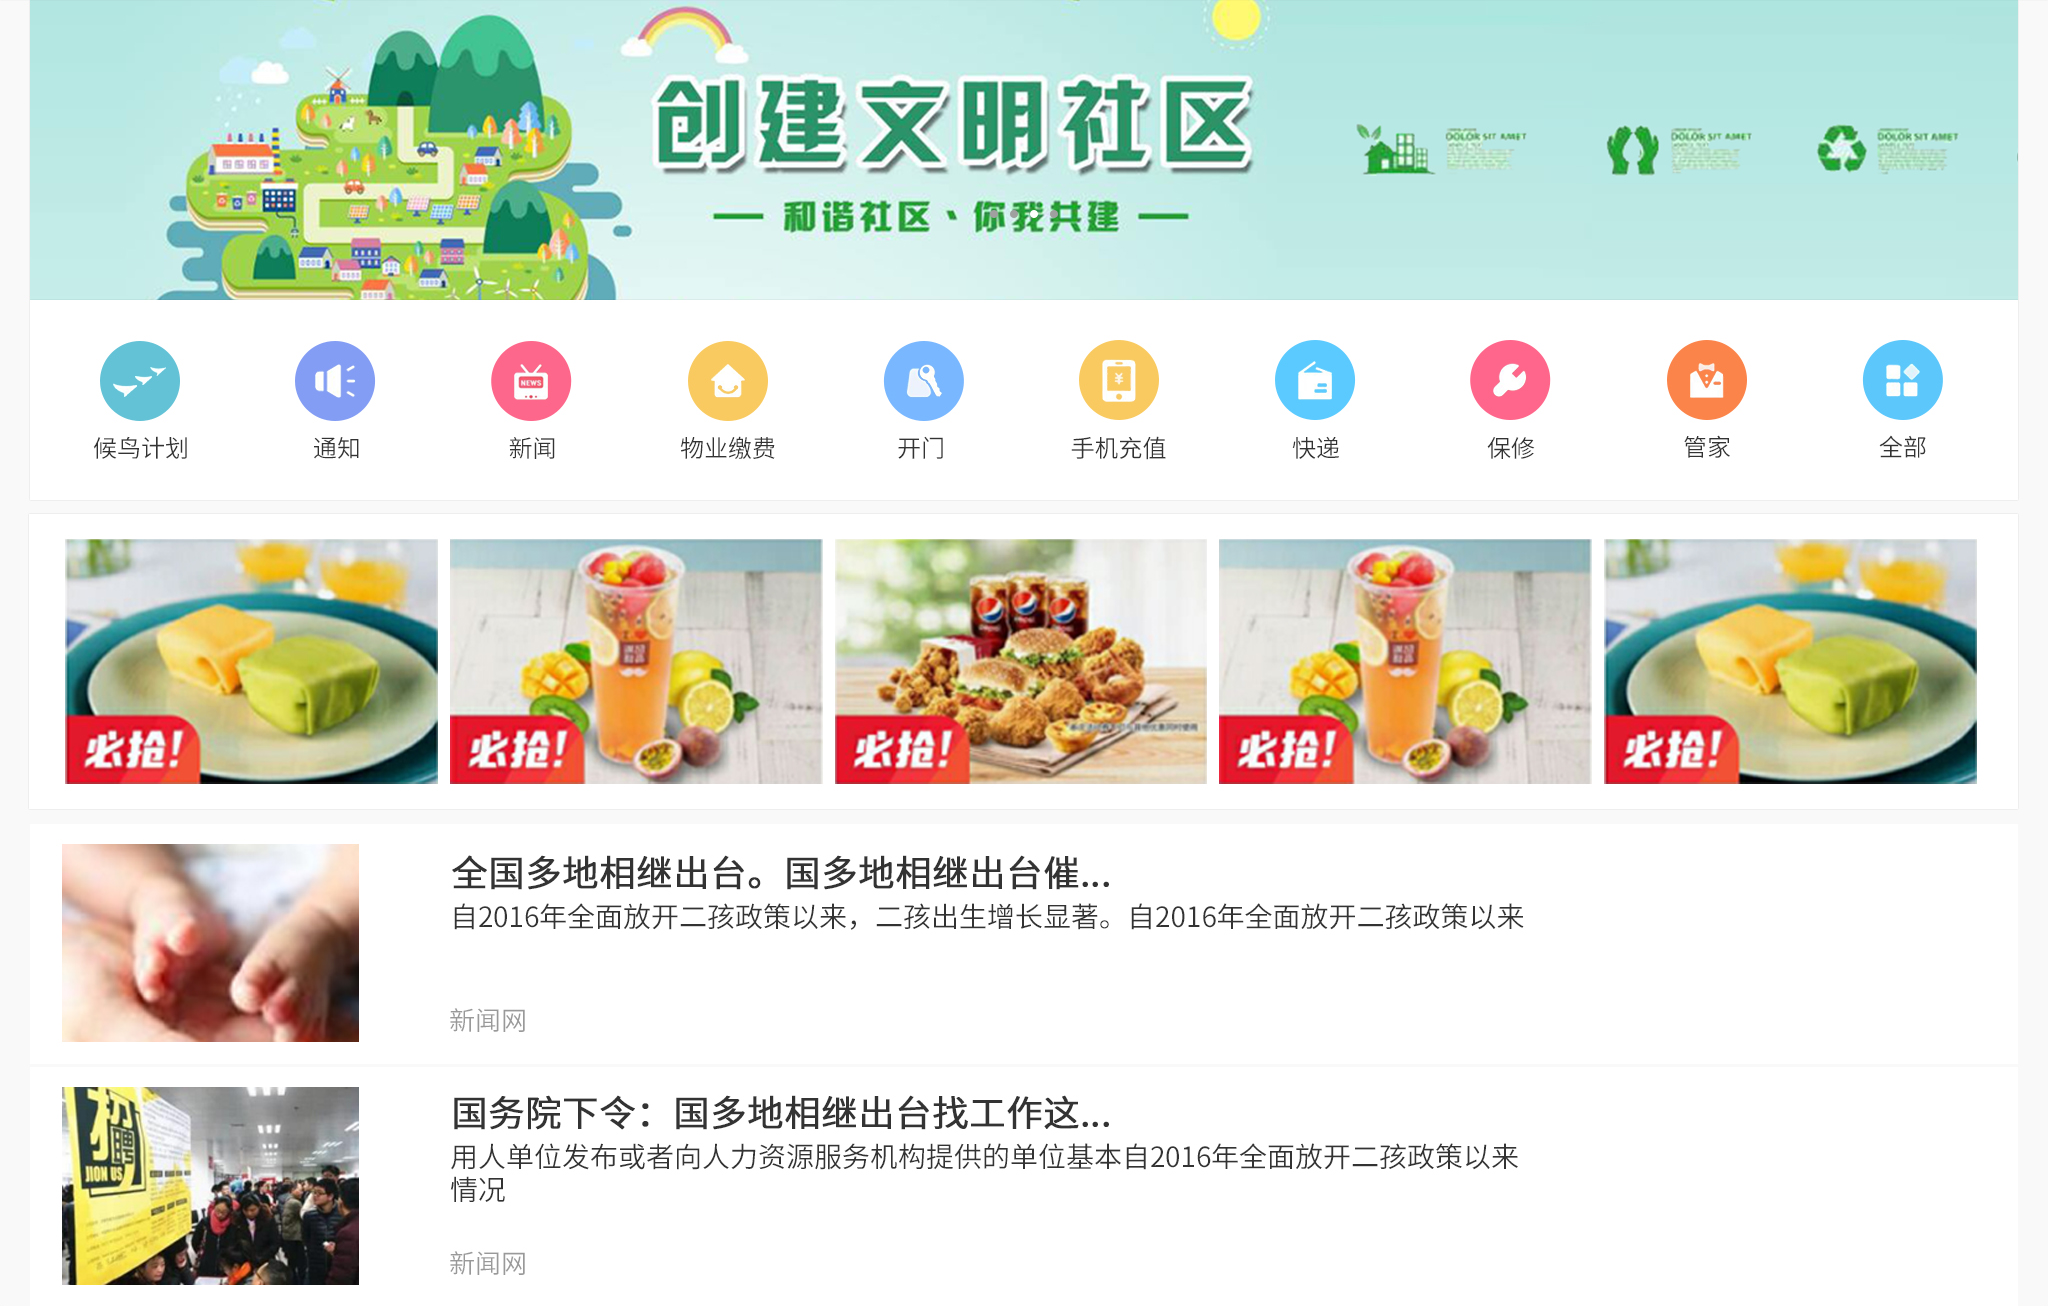 创建文明社区
和谐社区、你我共建
DOLOR SIT AMET
DOLOR SIT AMET
DOLOR SIT AMET
NEWS
¥
候鸟计划
通知
新闻
物业缴费
开门
手机充值
快递
保修
管家
全部
必抢!
必抢!
必抢!
必抢!
必抢!
全国多地相继出台。国多地相继出台催...
自2016年全面放开二孩政策以来，二孩出生增长显著。自2016年全面放开二孩政策以来
新闻网
招
聘
JION US
国务院下令：国多地相继出台找工作这...
用人单位发布或者向人力资源服务机构提供的单位基本自2016年全面放开二孩政策以来
情况
新闻网